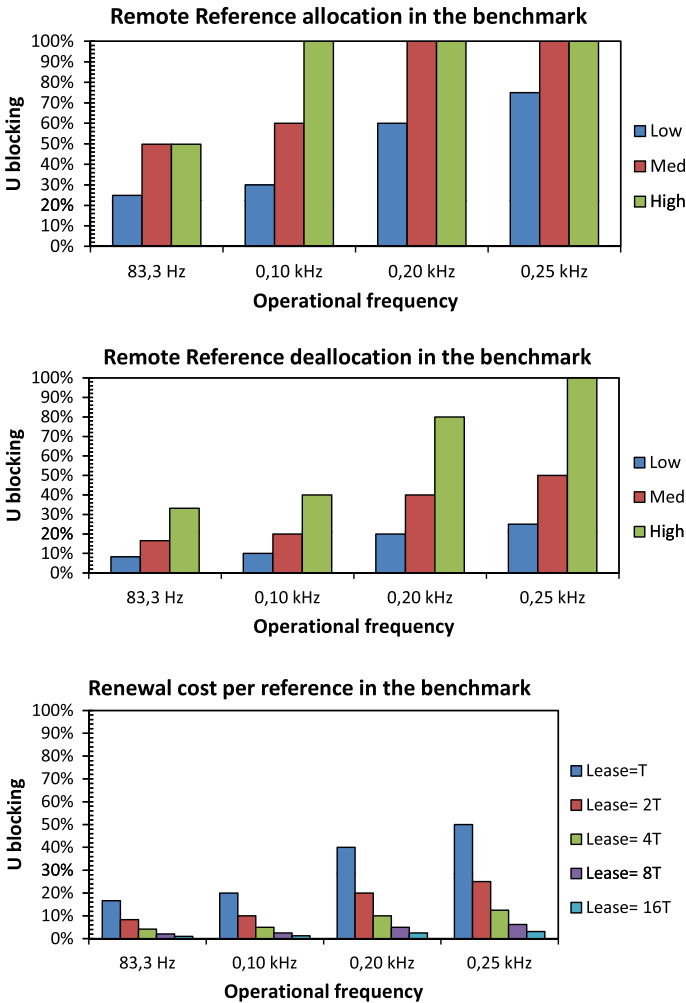 Remote Reference allocation in the benchmark
100%
90%
80%
70%
60%
50%
40%
30%
20%
10%
0%
U blocking
83,3 Hz 0,10 kHz 0,20 kHz 0,25 kHz
Operational frequency
Low
Med
High
Remote Reference deallocation in the benchmark
100%
90%
80%
70%
60%
50%
40%
30%
20%
10%
0%
U blocking
83,3 Hz 0,10 kHz 0,20 kHz 0,25 kHz
Operational frequency
Low
Med
High
Renewal cost per reference in the benchmark
100%
90%
80%
70%
60%
50%
40%
30%
20%
10%
0%
U blocking
83,3 Hz 0,10 kHz 0,20 kHz 0,25 kHz
Operational frequency
Lease=T
Lease= 2T
Lease= 4T
Lease= 8T
Lease= 16T